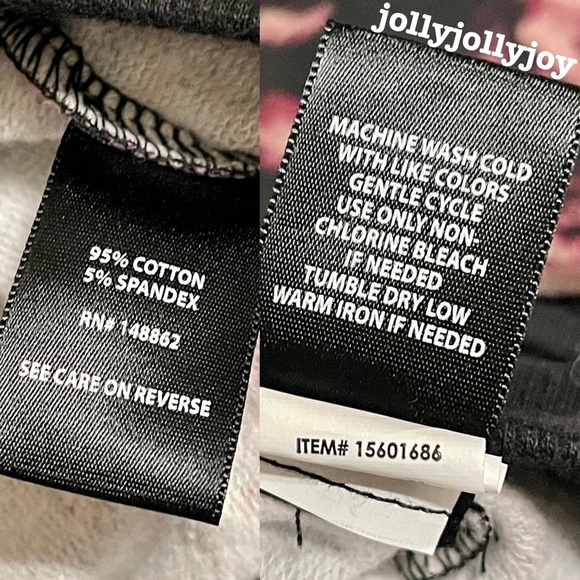 jollyjollyjoy
95% COTTON
5% SPANDEX
RN# 148862
SEE CARE ON REVERSE
MACHINE WASH COLD
WITH LIKE COLORS
GENTLE CYCLE
USE ONLY NON-
CHLORINE BLEACH
IF NEEDED
TUMBLE DRY LOW
WARM IRON IF NEEDED
ITEM# 15601686